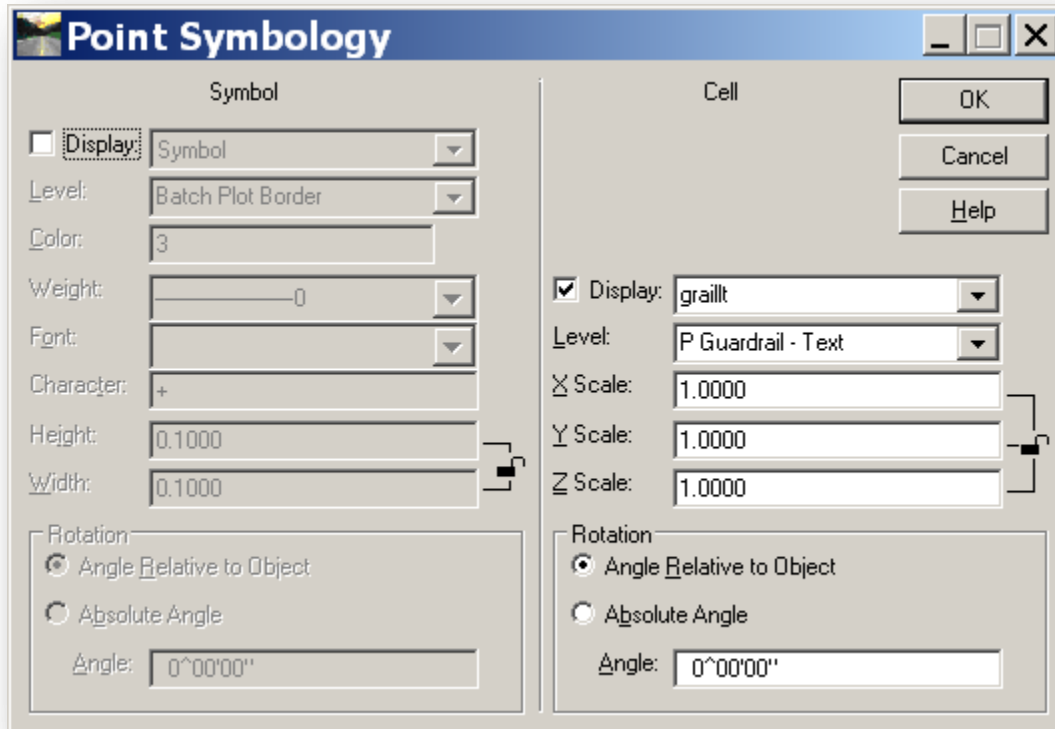 Point Symbology
Symbol
Display: Symbol
Level: Batch Plot Border
Color: 3
Weight: 0
Font:
Character: +
Height: 0.1000
Width: 0.1000
Rotation
Angle Relative to Object
Absolute Angle
Angle: 0^00'00"
Cell
OK
Cancel
Help
Display: graillt
Level: P Guardrail - Text
X Scale: 1.0000
Y Scale: 1.0000
Z Scale: 1.0000
Rotation
Angle Relative to Object
Absolute Angle
Angle: 0^00'00"